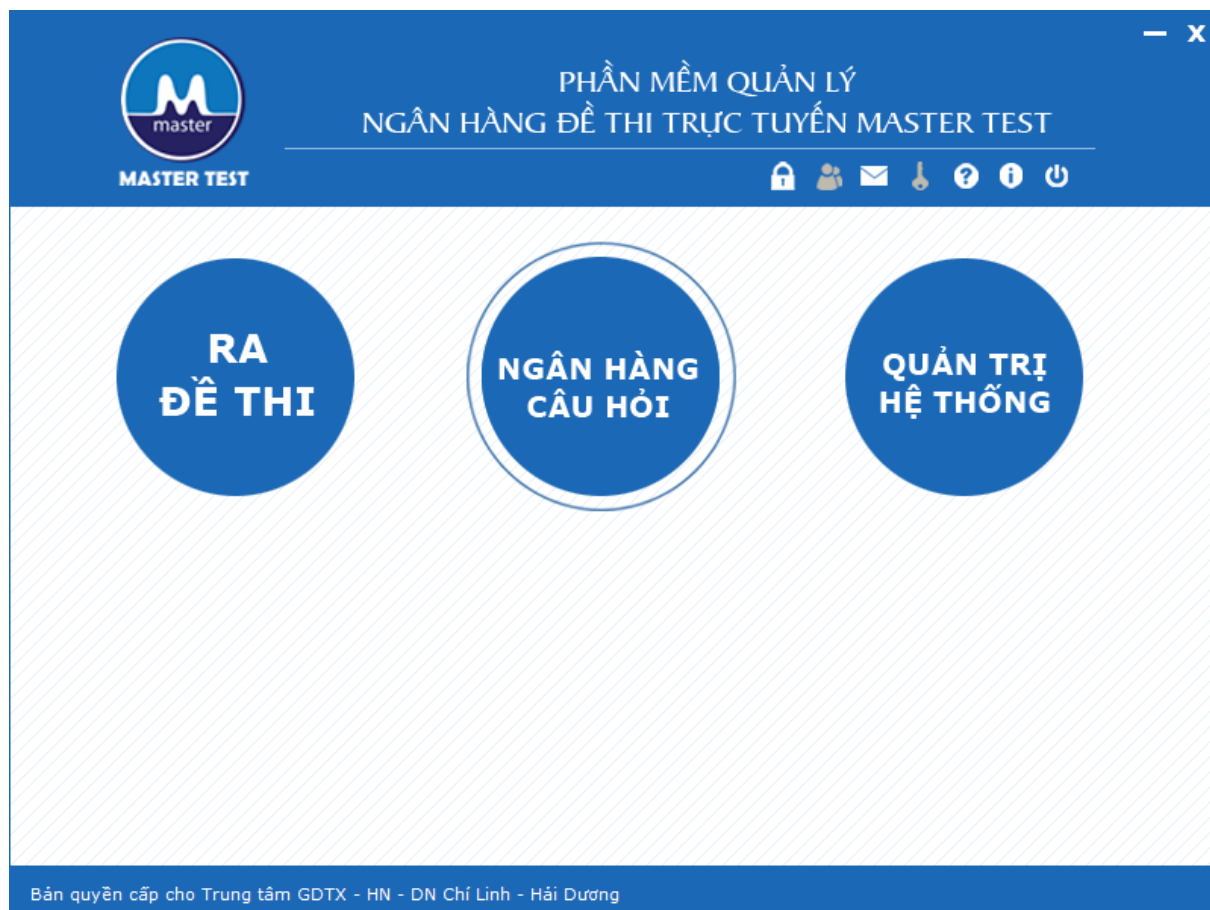 X
PHẦN MỀM QUẢN LÝ
NGÂN HÀNG ĐỀ THI TRỰC TUYẾN MASTER TEST
master
MASTER TEST
RA
ĐỀ THI
NGÂN HÀNG
CÂU HỎI
QUẢN TRỊ
HỆ THỐNG
Bản quyền cấp cho Trung tâm GDTX - HN - DN Chí Linh - Hải Dương